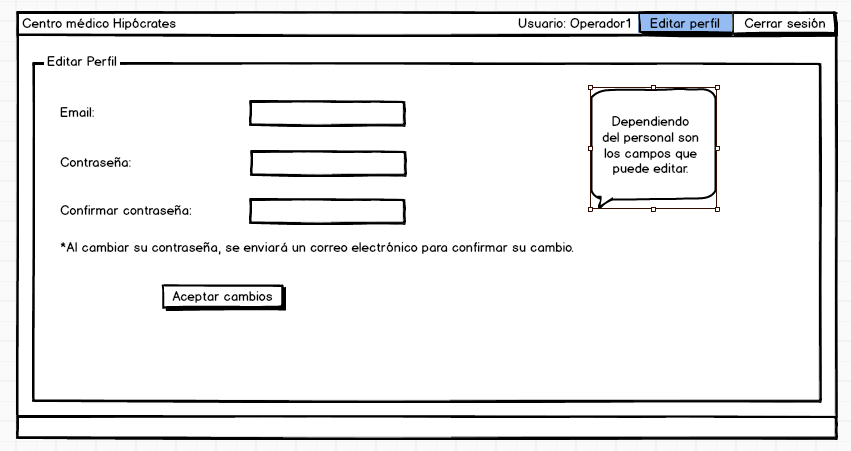 Centro médico Hipócrates
Usuario: Operador1
Editar perfil
Cerrar sesión
Editar Perfil
Email:
Contraseña:
Confirmar contraseña:
*Al cambiar su contraseña, se enviará un correo electrónico para confirmar su cambio.
Aceptar cambios
Dependiendo
del personal son
los campos que
puede editar.